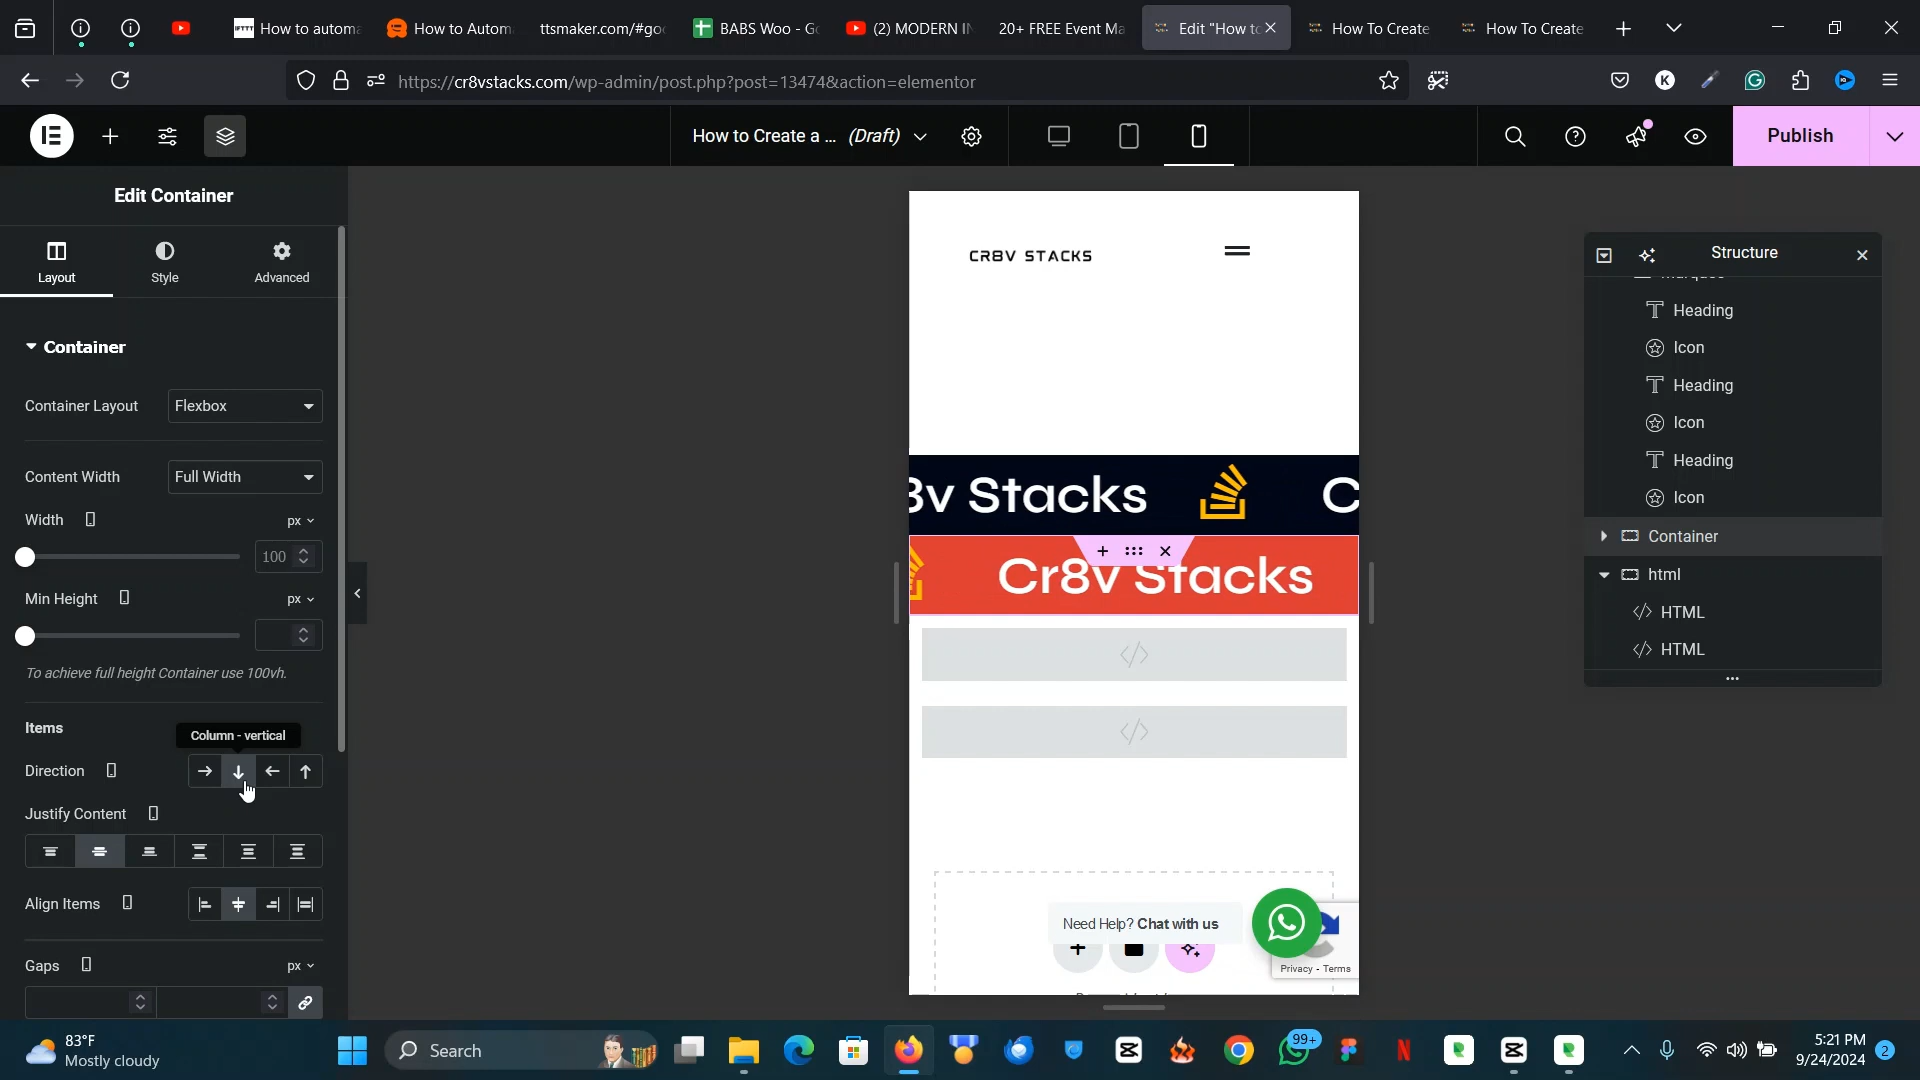 How to automa
How to Autom
ttsmaker.com/#goo
BABS Woo - Go
(2) MODERN IN
20+ FREE Event Ma
Edit "How to
How To Create
How To Create
https://cr8vstacks.com/wp-admin/post.php?post=13474&action=elementor
How to Create a ... (Draft)
Publish
Edit Container
Layout
Style
Advanced
Container
Container Layout
Flexbox
Content Width
Full Width
Width
px
100
Min Height
px
To achieve full height Container use 100vh.
Items
Column - vertical
Direction
Justify Content
Align Items
Gaps
px
CR8V STACKS
8v Stacks
C
Cr8v Stacks
Need Help? Chat with us
Privacy - Terms
Structure
Heading
Icon
Heading
Icon
Heading
Icon
Container
html
HTML
HTML
83°F
Mostly cloudy
Search
99+
5:21 PM
9/24/2024
2